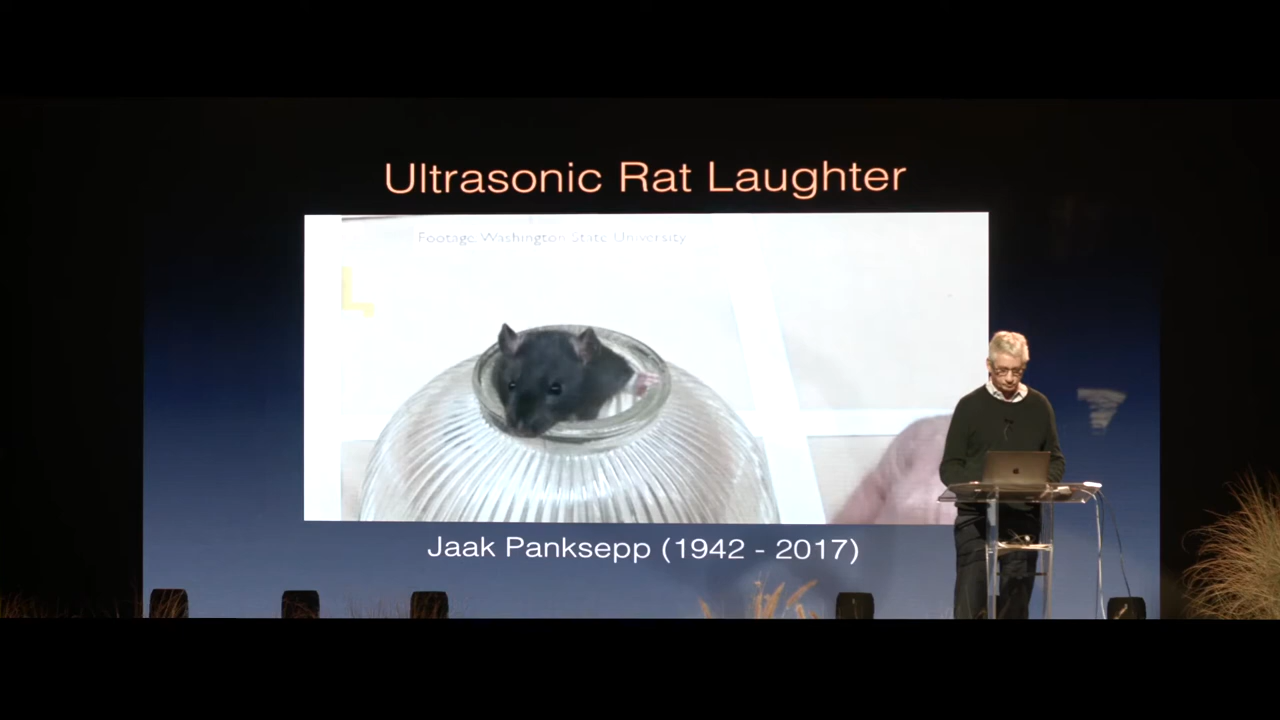 Ultrasonic Rat Laughter
Footage Washington State University
Jaak Panksepp (1942 - 2017)